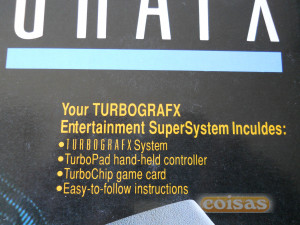 GRAFX
Your TURBOGRAFX
Entertainment SuperSystem Inculdes:
•TURBOGRAFX System
•TurboPad hand-held controller
•TurboChip game card
•Easy-to-follow instructions
coisas